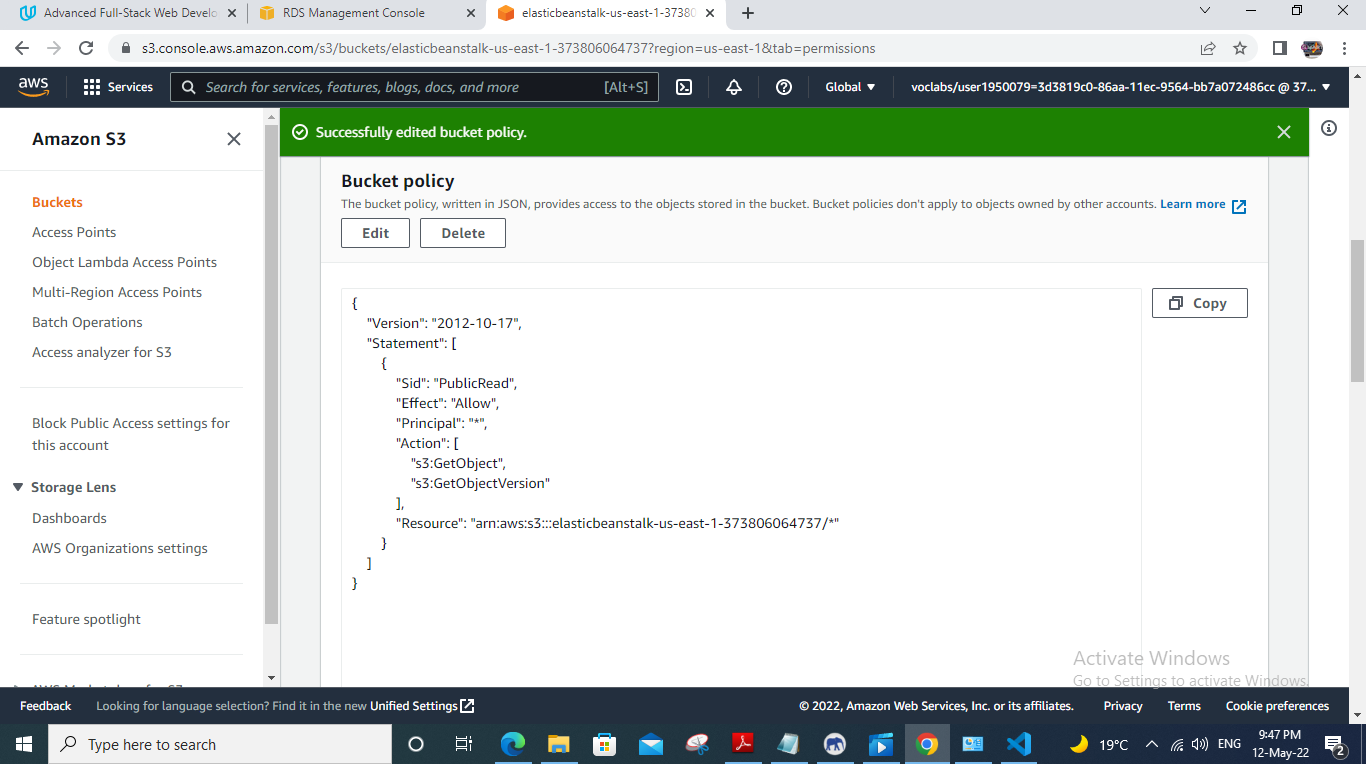 Advanced Full-Stack Web Develo
RDS Management Console
elasticbeanstalk-us-east-1-37380
s3.console.aws.amazon.com/s3/buckets/elasticbeanstalk-us-east-1-373806064737?region=us-east-1&tab=permissions
aws
Services
Search for services, features, blogs, docs, and more
[Alt+S]
Global
voclabs/user1950079=3d3819c0-86aa-11ec-9564-bb7a072486cc @ 37...
Amazon S3
Buckets
Access Points
Object Lambda Access Points
Multi-Region Access Points
Batch Operations
Access analyzer for S3
Block Public Access settings for
this account
Storage Lens
Dashboards
AWS Organizations settings
Feature spotlight
Successfully edited bucket policy.
Bucket policy
The bucket policy, written in JSON, provides access to the objects stored in the bucket. Bucket policies don't apply to objects owned by other accounts. Learn more
Edit
Delete
Copy
{
"Version": "2012-10-17",
"Statement": [
{
"Sid": "PublicRead",
"Effect": "Allow",
"Principal": "*",
"Action": [
"s3:GetObject",
"s3:GetObjectVersion"
],
"Resource": "arn:aws:s3:::elasticbeanstalk-us-east-1-373806064737/*"
}
]
}
Activate Windows
Go to Settings to activate Windows.
Feedback
Looking for language selection? Find it in the new Unified Settings
© 2022, Amazon Web Services, Inc. or its affiliates.
Privacy
Terms
Cookie preferences
Type here to search
19°C
ENG
9:47 PM
12-May-22
2